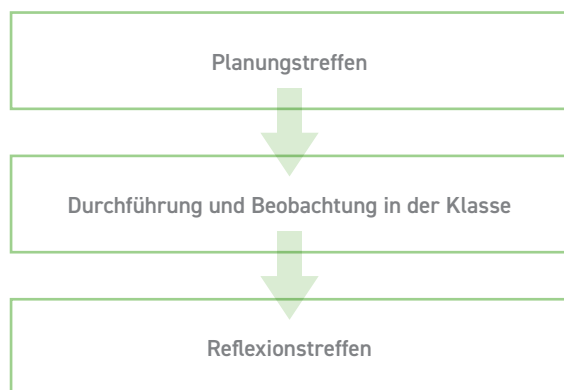 Planungstreffen
Durchführung und Beobachtung in der Klasse
Reflexionstreffen